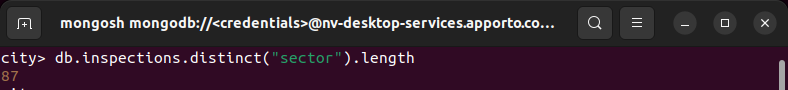 mongosh mongodb://<credentials>@nv-desktop-services.apporto.co…
city> db.inspections.distinct("sector").length
87